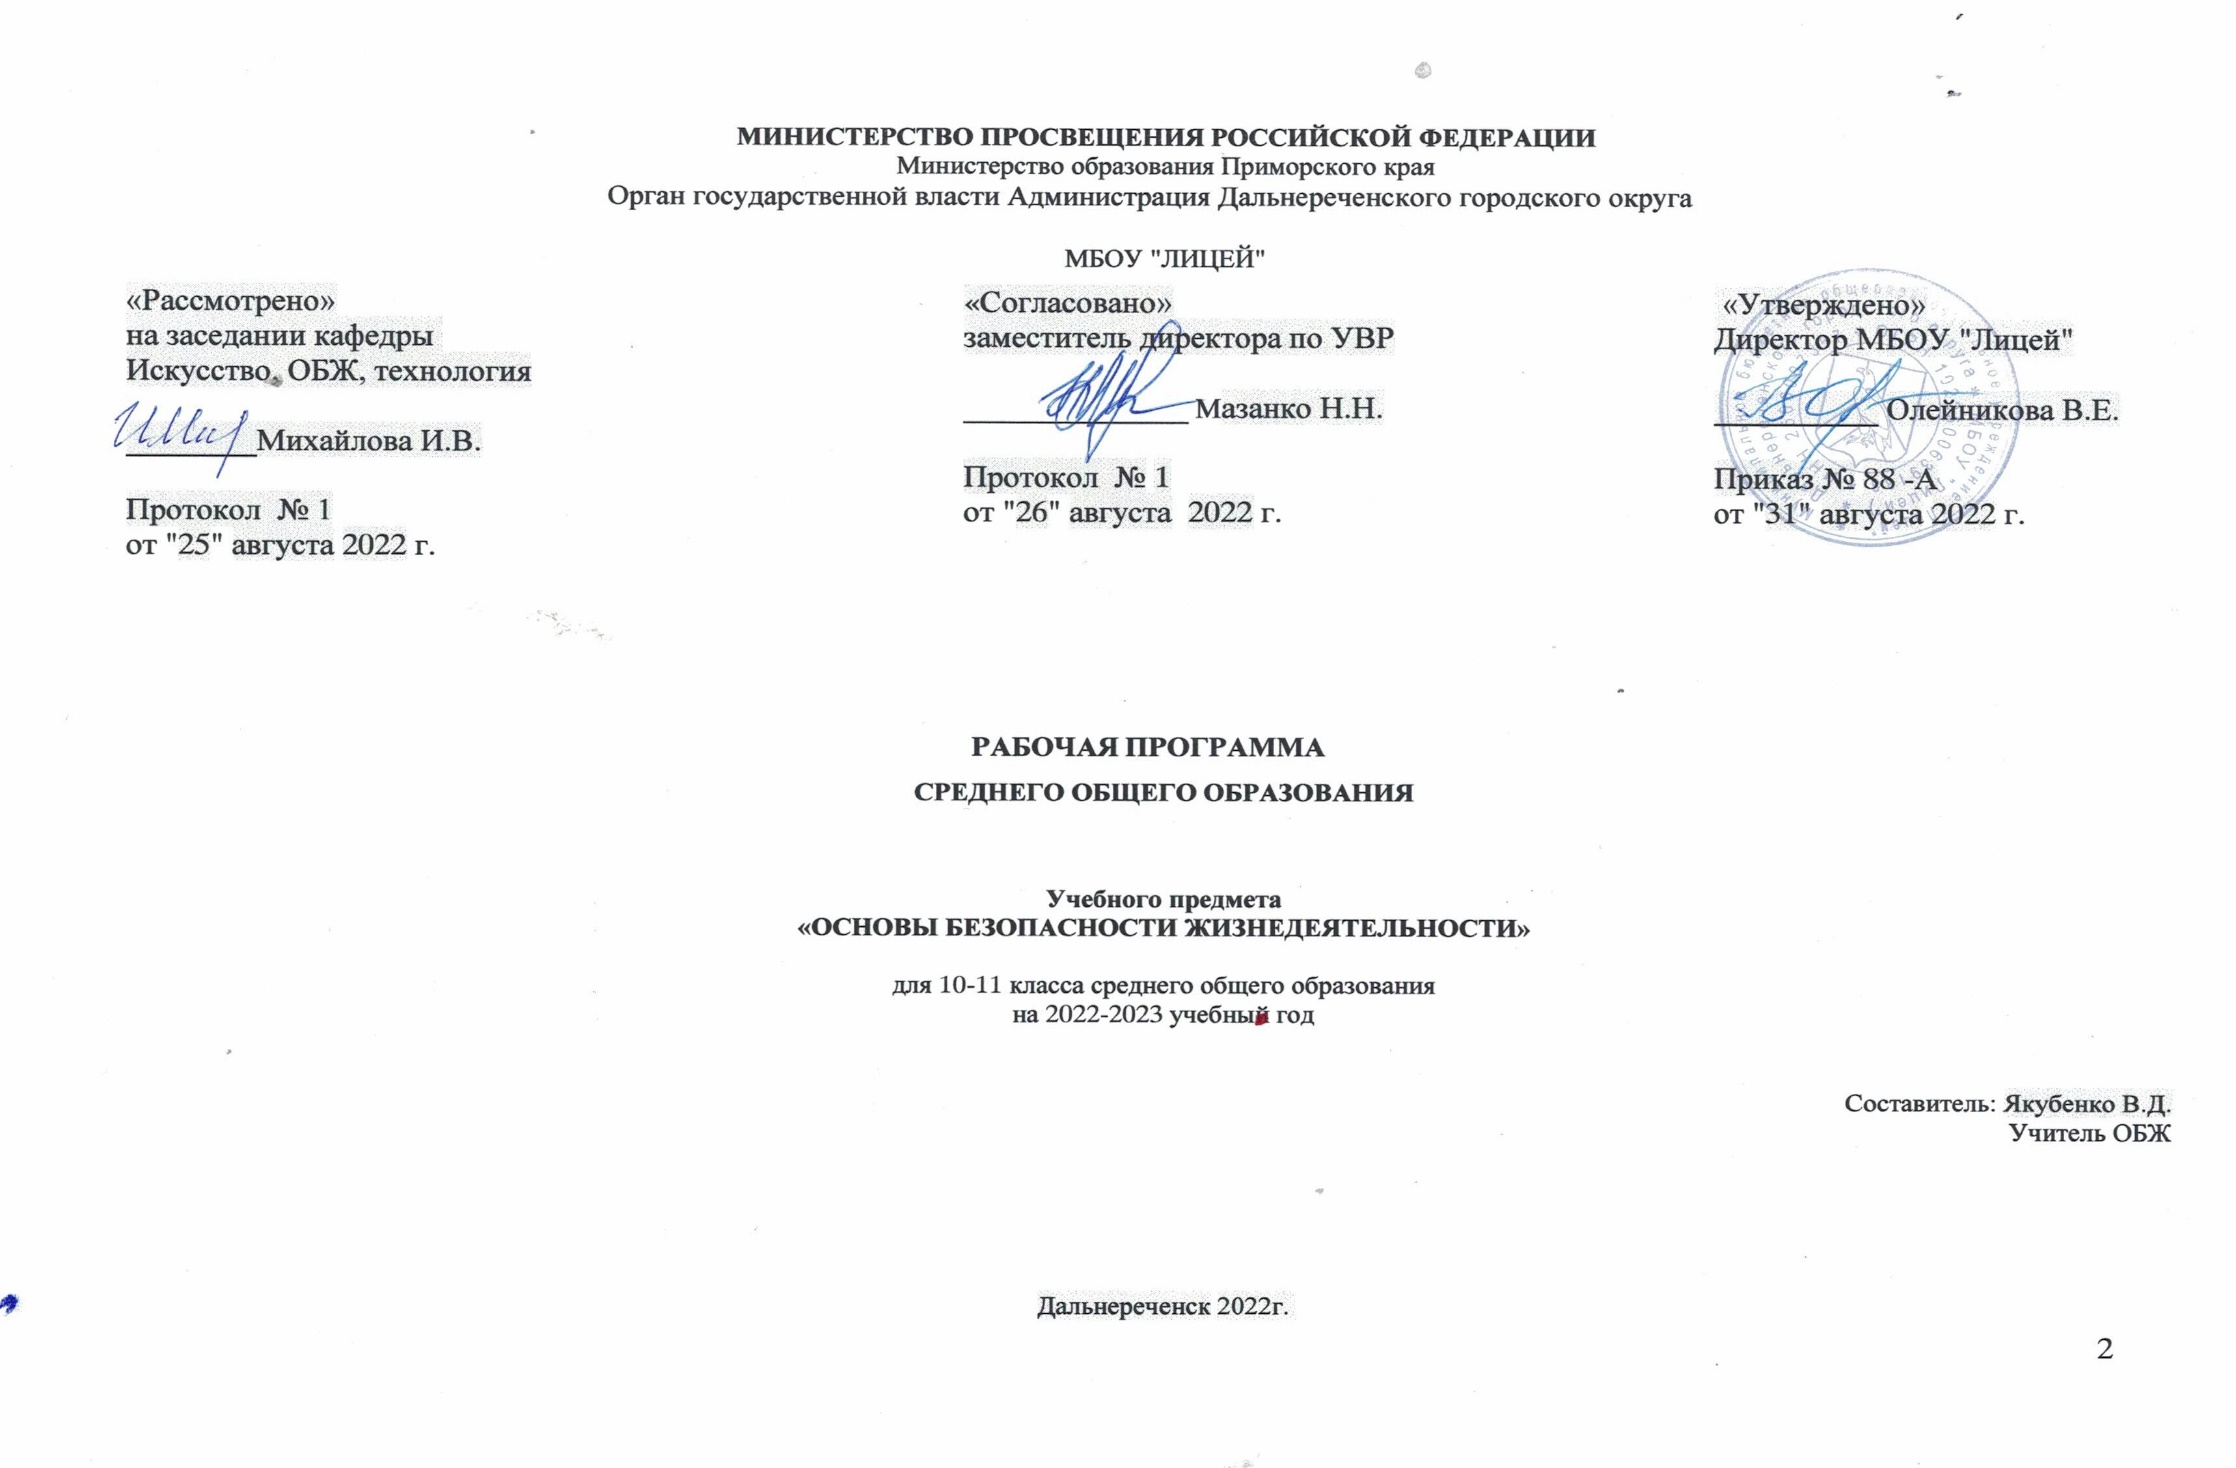 МИНИСТЕРСТВО ПРОСВЕЩЕНИЯ РОССИЙСКОЙ ФЕДЕРАЦИИ
Министерство образования Приморского края
Орган государственной власти Администрация Дальнереченского городского округа
МБОУ "ЛИЦЕЙ"
«Рассмотрено»
на заседании кафедры
Искусство, ОБЖ, технология
Михайлова И.В.
Протокол № 1
от "25" августа 2022 г.
«Согласовано»
заместитель директора по УВР
Мазанко Н.Н.
Протокол № 1
от "26" августа 2022 г.
«Утверждено»
Директор МБОУ "Лицей"
Олейникова В.Е.
Приказ № 88 -А
от "31" августа 2022 г.
РАБОЧАЯ ПРОГРАММА
СРЕДНЕГО ОБЩЕГО ОБРАЗОВАНИЯ
Учебного предмета
«ОСНОВЫ БЕЗОПАСНОСТИ ЖИЗНЕДЕЯТЕЛЬНОСТИ»
для 10-11 класса среднего общего образования
на 2022-2023 учебный год
Составитель: Якубенко В.Д.
Учитель ОБЖ
Дальнереченск 2022г.
2